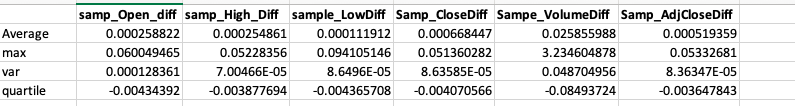 samp_Open_diff samp_High_Diff sample_LowDiff Samp_CloseDiff Sampe_VolumeDiff Samp_AdjCloseDiff
Average 0.000258822 0.000254861 0.000111912 0.000668447 0.025855988 0.000519359
max 0.060049465 0.05228356 0.094105146 0.051360282 3.234604878 0.05332681
var 0.000128361 7.00466E-05 8.6496E-05 8.63585E-05 0.048704956 8.36347E-05
quartile -0.00434392 -0.003877694 -0.004365708 -0.004070566 -0.08493724 -0.003647843